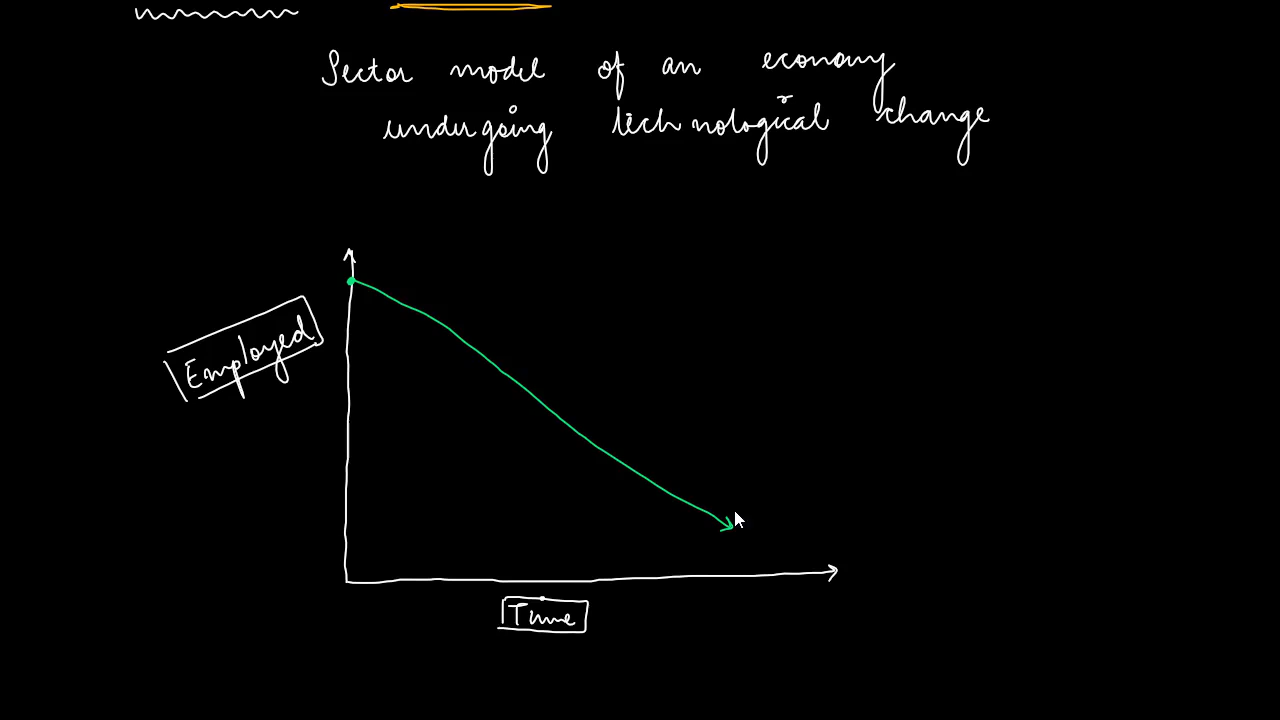 Sector model of an economy
undergoing technological change
Employed
Time